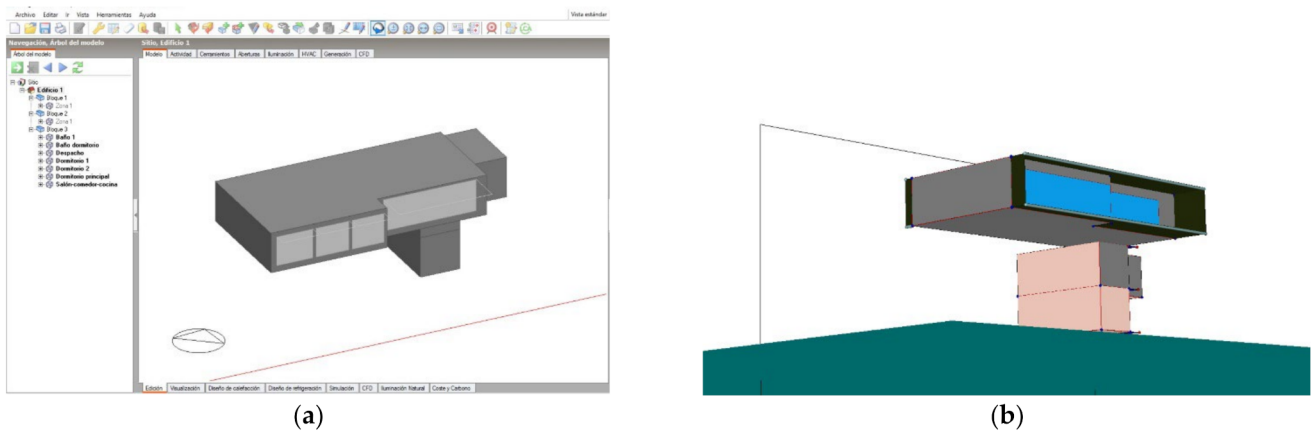 Archivo Editar Ir Vista Herramientas Ayuda
Vista estándar
Navegación, Árbol del modelo
Sitio, Edificio 1
Árbol del modelo
Modelo Actividad Cerramientos Aberturas Iluminación HVAC Generación CFD
Sitio
Edificio 1
Bloque 1
Zona 1
Bloque 2
Zona 1
Bloque 3
Baño 1
Baño dormitorio
Despacho
Dormitorio 1
Dormitorio 2
Dormitorio principal
Salón-comedor-cocina
Edición Visualización Diseño de calefacción Diseño de refrigeración Simulación CFD Iluminación Natural Coste y Carbono
(a)
(b)